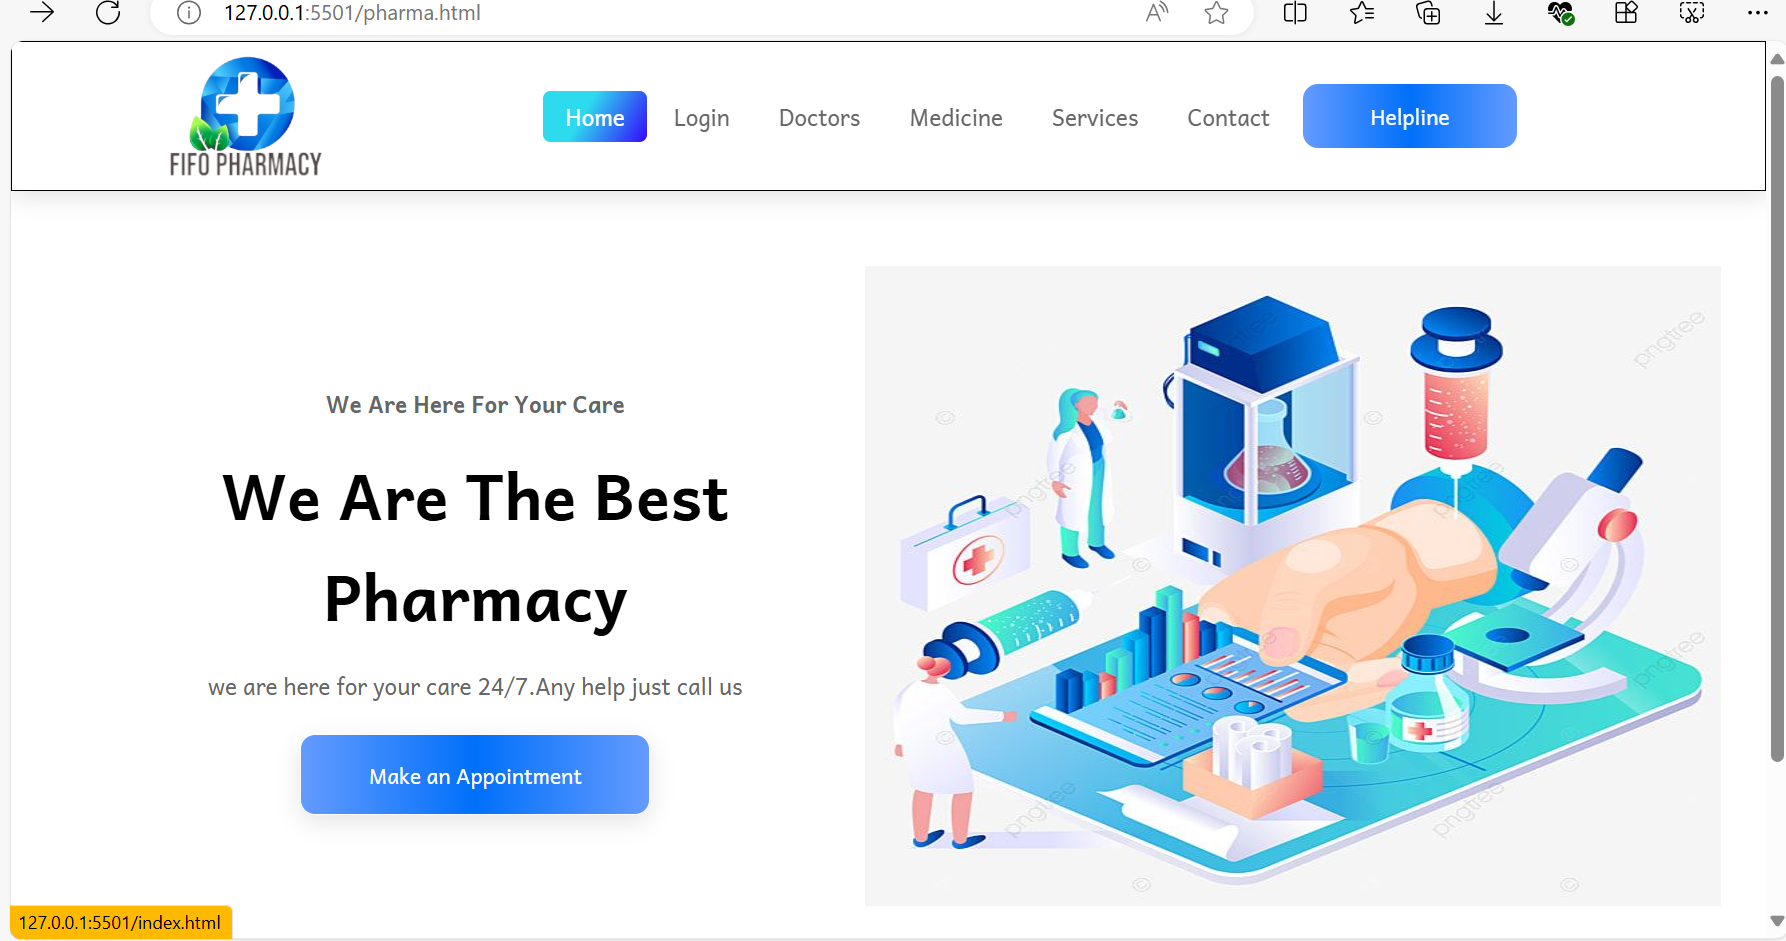 127.0.0.1:5501/pharma.html
FIFO PHARMACY
Home Login Doctors Medicine Services Contact Helpline
We Are Here For Your Care
We Are The Best
Pharmacy
we are here for your care 24/7.Any help just call us
Make an Appointment
pngtree
pngtree
pngtree
pngtree
pngtree
pngtree
127.0.0.1:5501/index.html